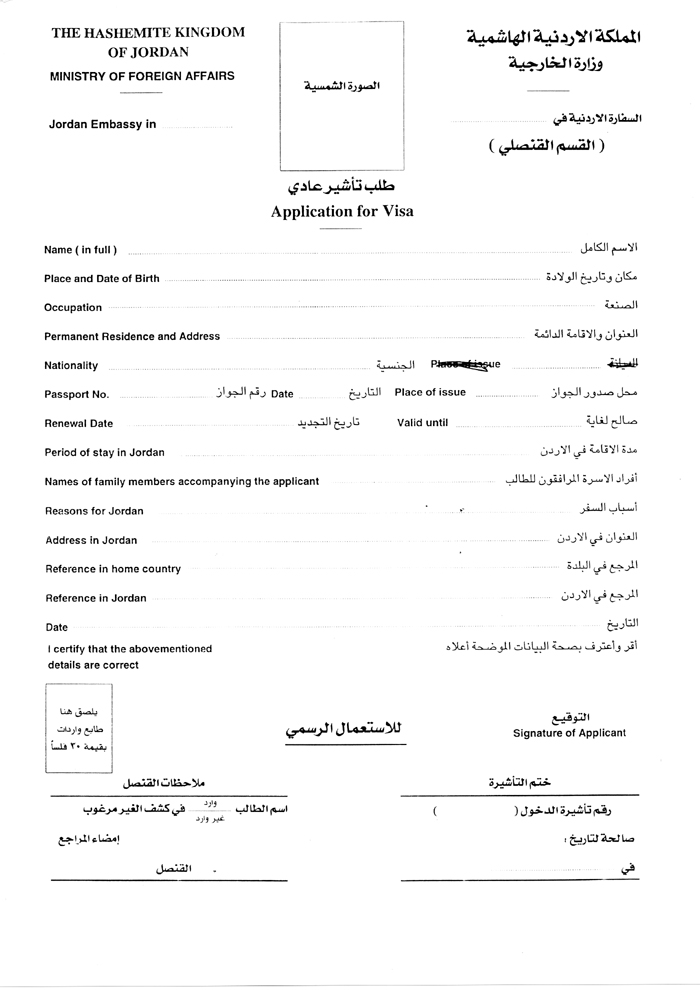 THE HASHEMITE KINGDOM
OF JORDAN
MINISTRY OF FOREIGN AFFAIRS
Jordan Embassy in
الصورة الشمسية
المملكة الاردنية الهاشمية
وزارة الخارجية
السفارة الاردنية في
( القسم القنصلي )
طلب تأشير عادي
Application for Visa
Name ( in full ) الاسم الكامل
Place and Date of Birth مكان وتاريخ الولادة
Occupation الصنعة
Permanent Residence and Address العنوان والاقامة الدائمة
Nationality الجنسية Place of issue
Passport No. رقم الجواز Date التاريخ Place of issue محل صدور الجواز
Renewal Date تاريخ التجديد Valid until صالح لغاية
Period of stay in Jordan مدة الاقامة في الاردن
Names of family members accompanying the applicant أفراد الاسرة المرافقون للطالب
Reasons for Jordan أسباب السفر
Address in Jordan العنوان في الاردن
Reference in home country المرجع في البلدة
Reference in Jordan المرجع في الاردن
Date التاريخ
I certify that the abovementioned أقر وأعترف بصحة البيانات الموضحة أعلاه
details are correct
يلصق هنا
طابع واردات
بقيمة ٢٠ فلساً
للاستعمال الرسمي
التوقيع
Signature of Applicant
ملاحظات القنصل
اسم الطالب وارد غير وارد في كشف الغير مرغوب
إمضاء المراجع
القنصل
ختم التأشيرة
رقم تأشيرة الدخول ( )
صالحة لتاريخ :
في